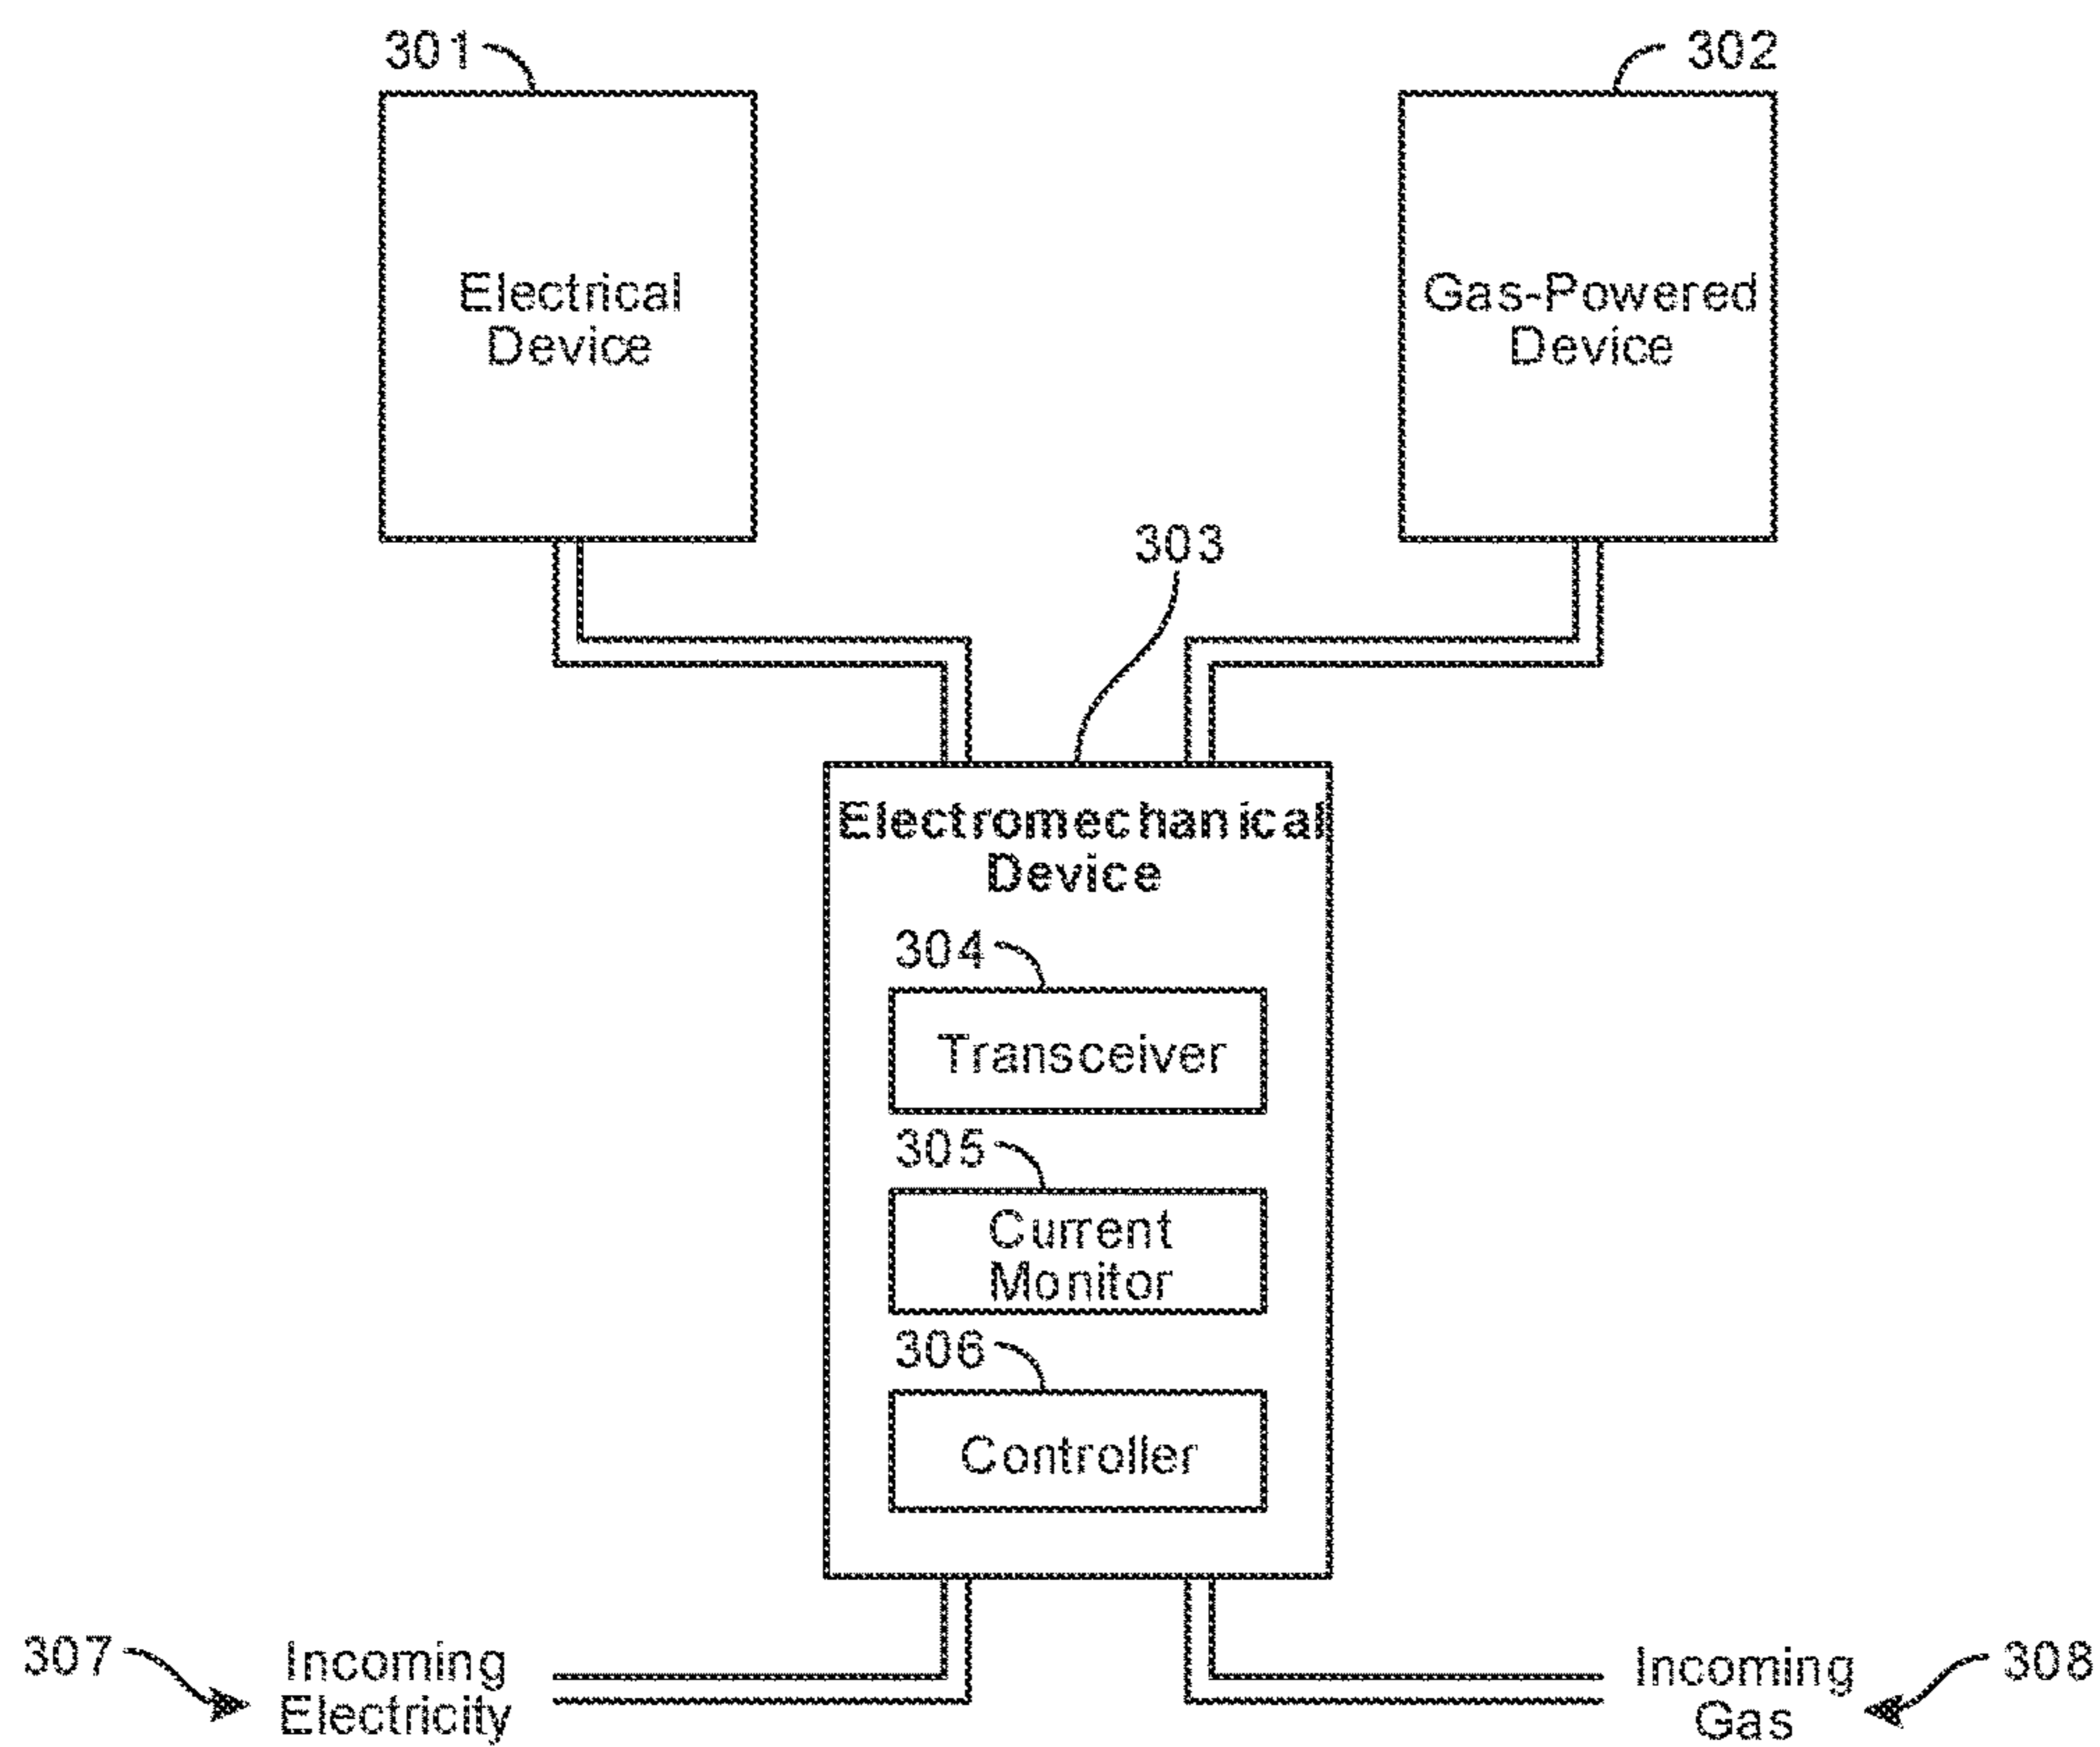 301
302
Electrical
Device
Gas-Powered
Device
303
Electromechanical
Device
304
Transceiver
305
Current
Monitor
306
Controller
307
Incoming
Electricity
Incoming
Gas
308